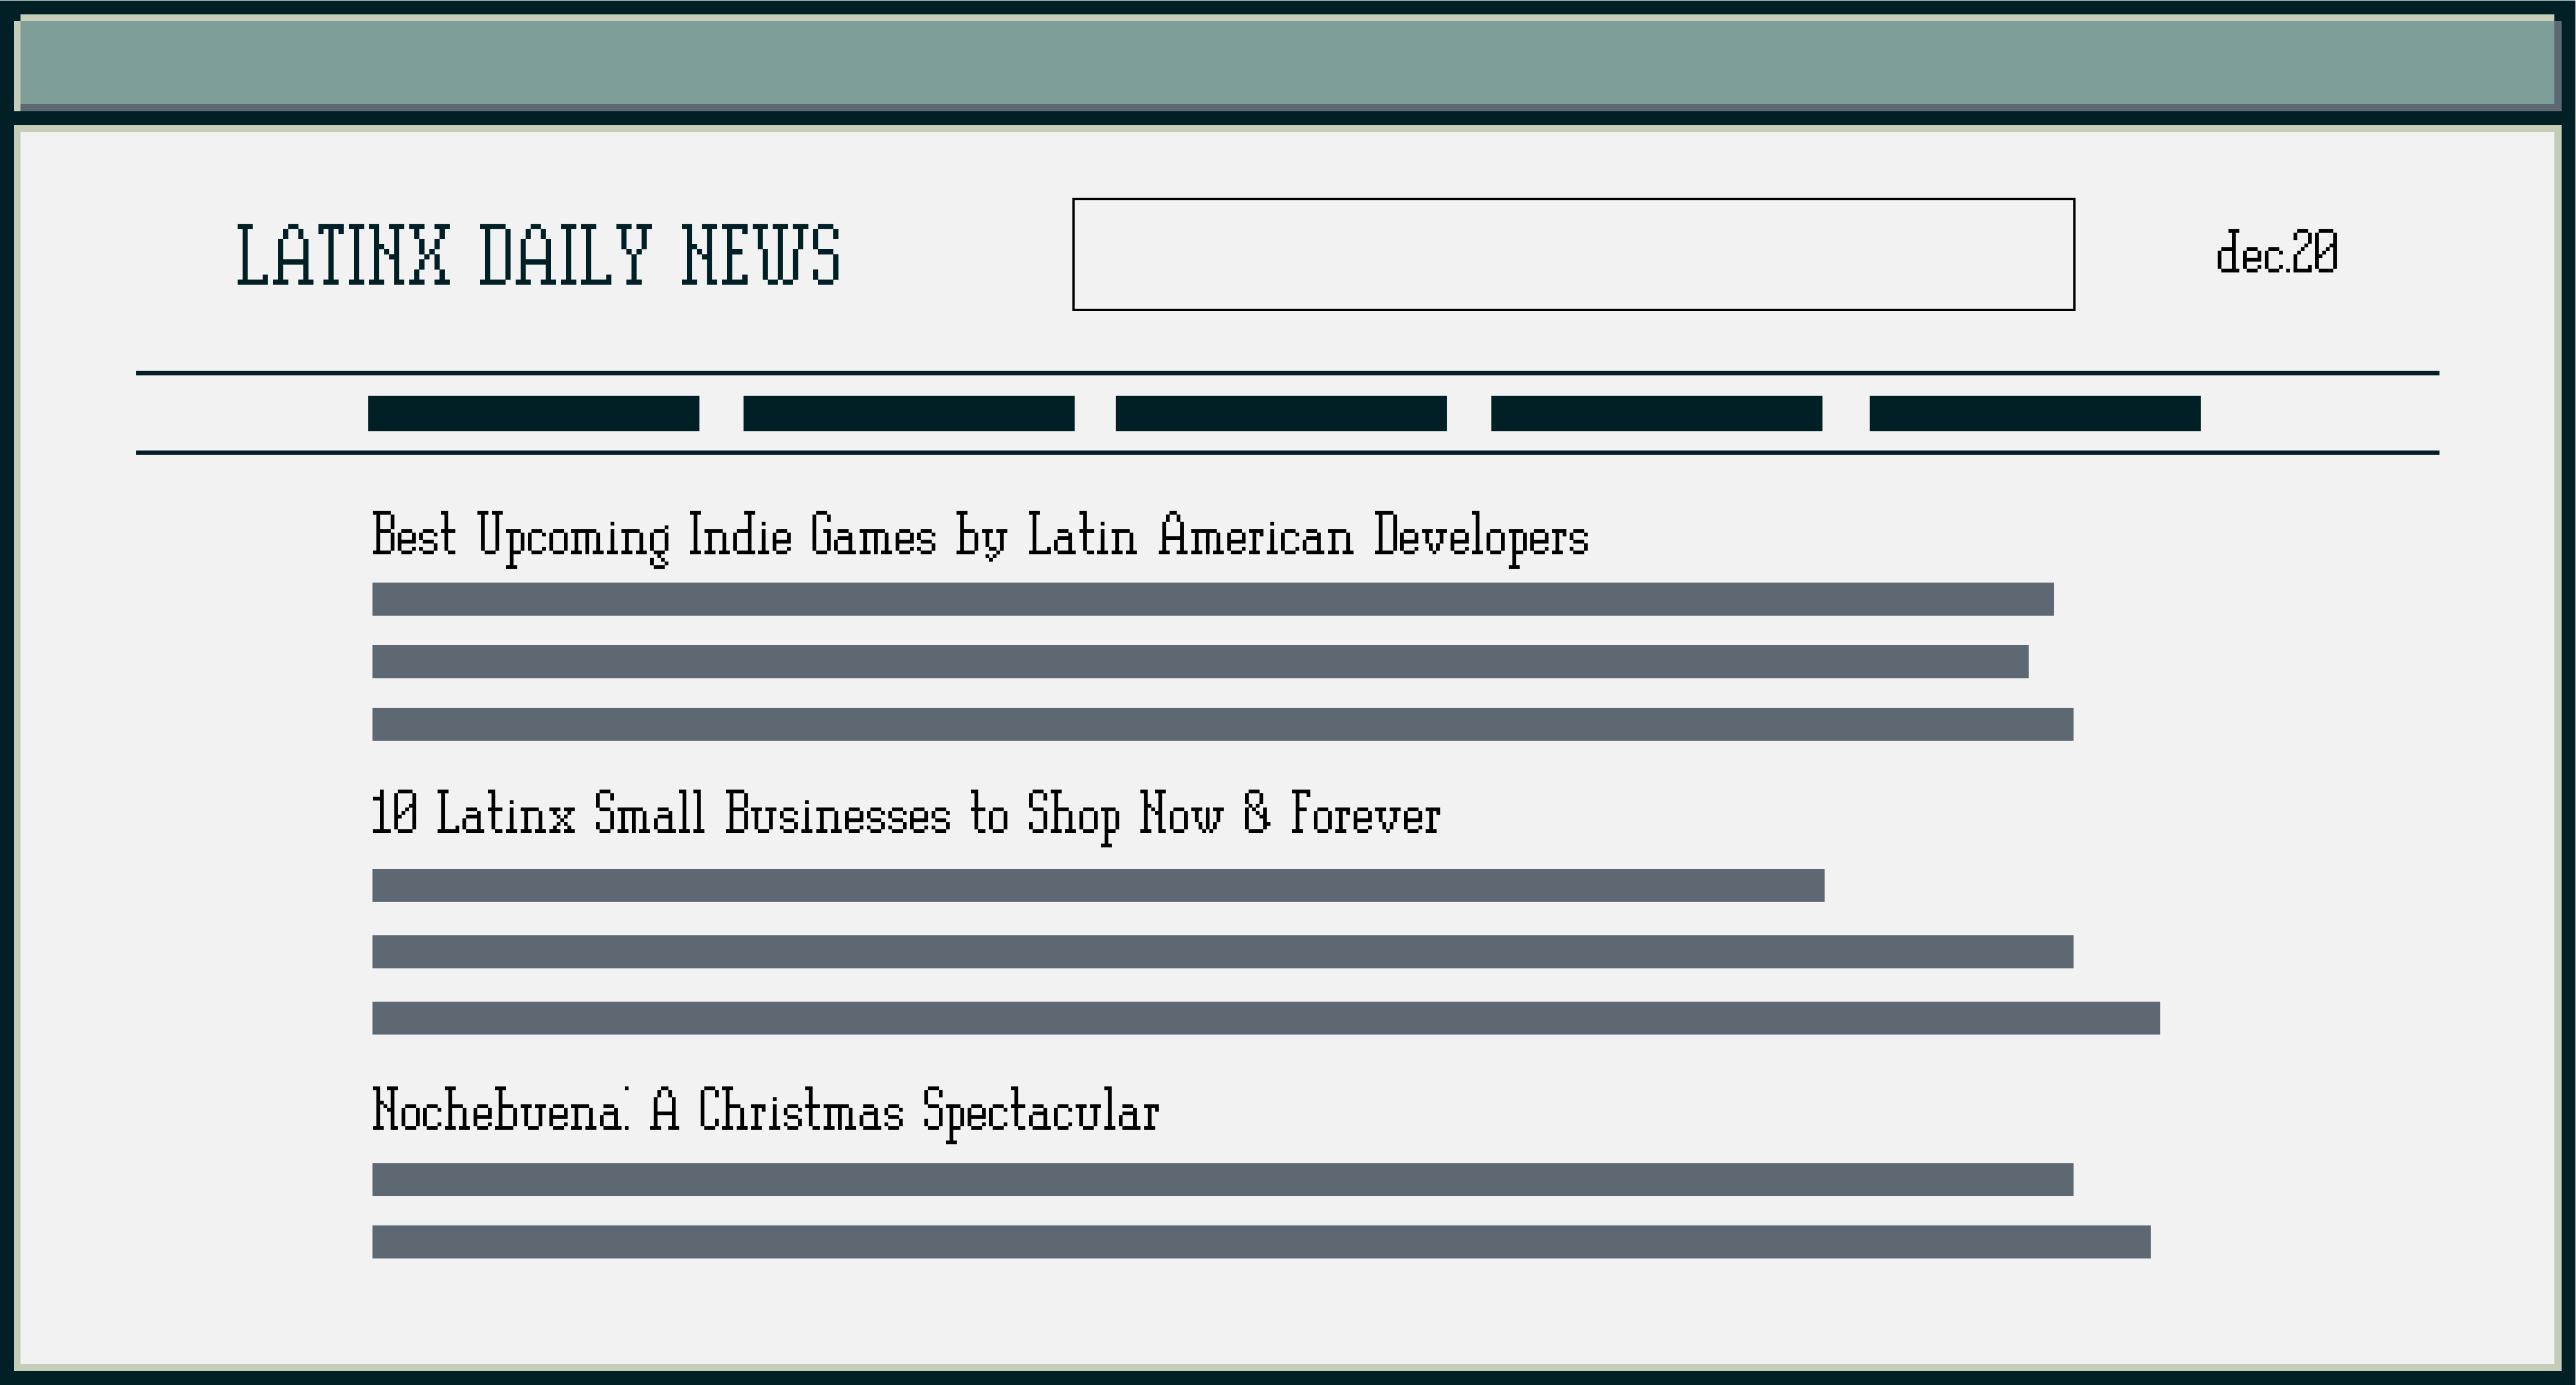 LATINX DAILY NEWS
dec.20
Best Upcoming Indie Games by Latin American Developers
10 Latinx Small Businesses to Shop Now & Forever
Nochebuena: A Christmas Spectacular